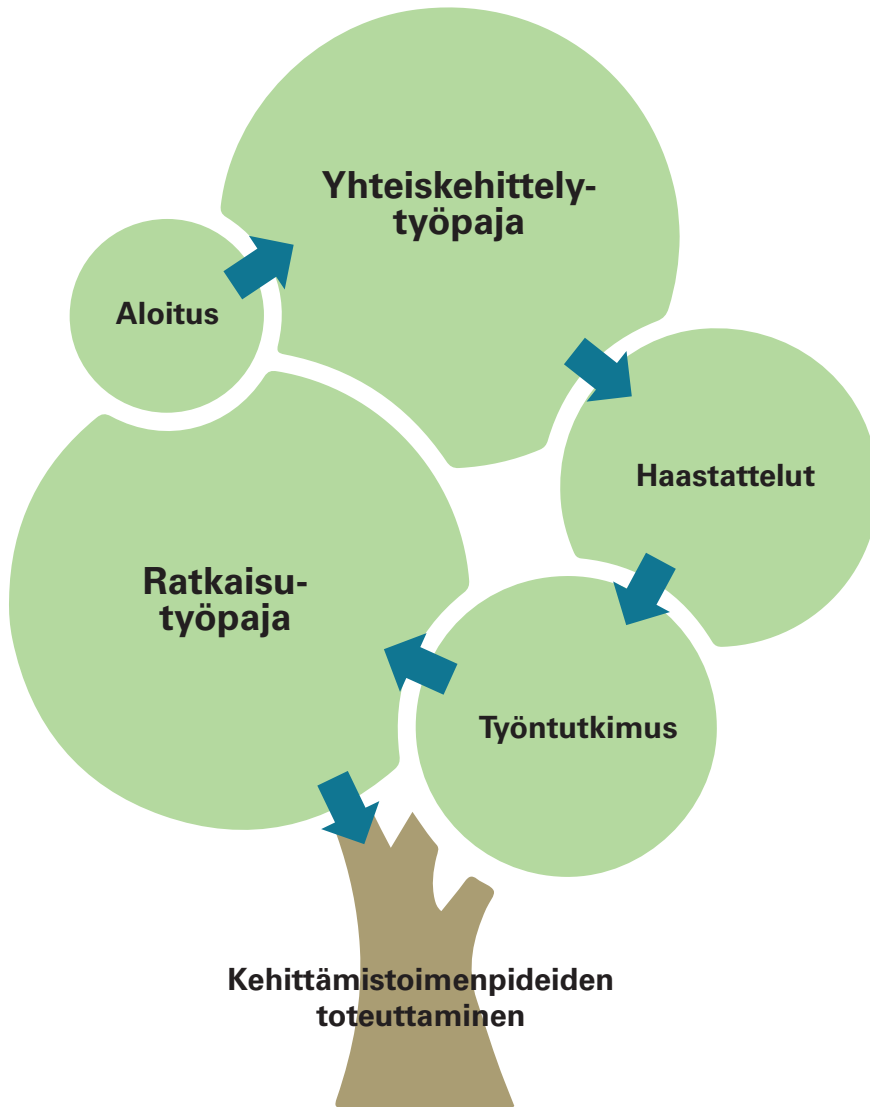 Yhteiskehittely-
työpaja
Aloitus
Haastattelut
Ratkaisu-
työpaja
Työntutkimus
Kehittämistoimenpideiden
toteuttaminen